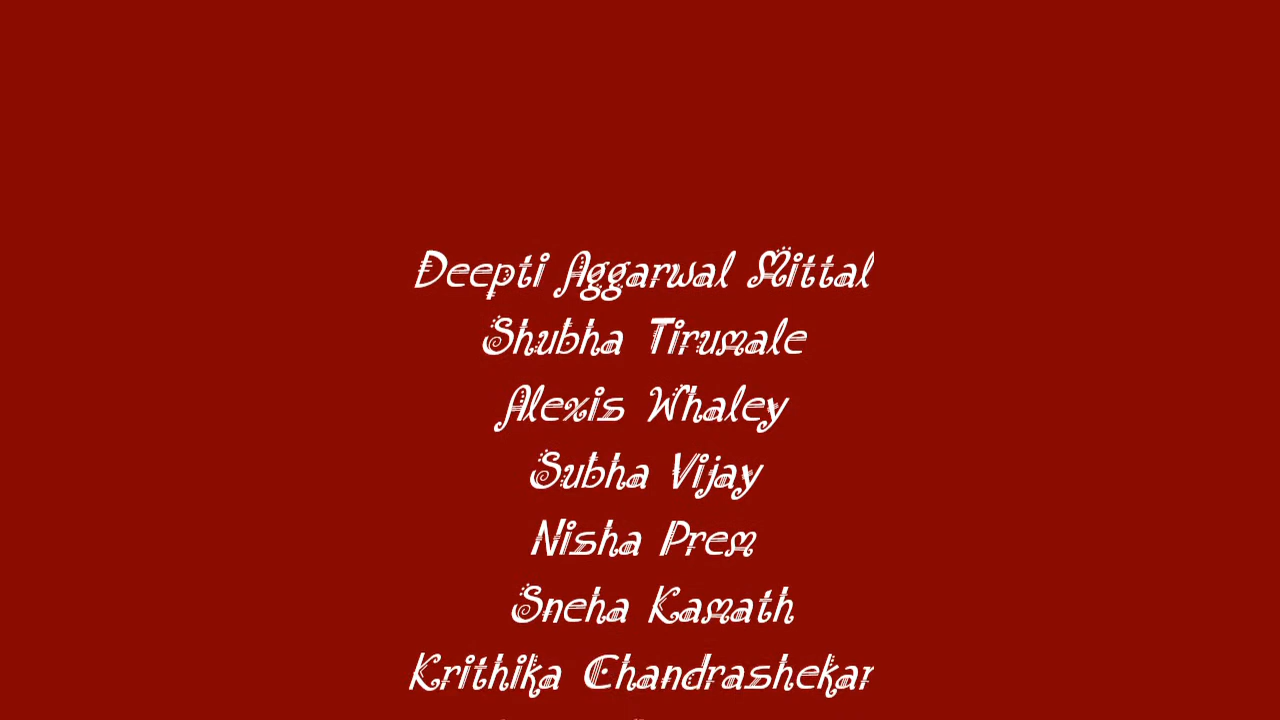 Deepti Aggarwal Mittal
Shubha Tirumale
Alexis Whaley
Subha Vijay
Nisha Prem
Sneha Kamath
Krithika Chandrashekar